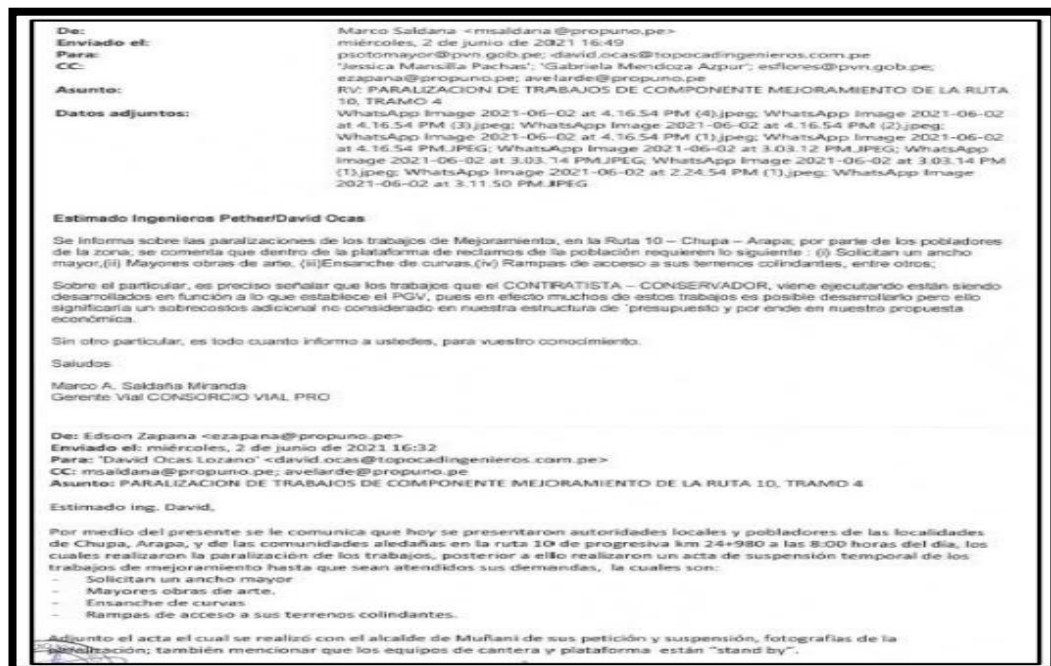 De: Marco Saldana <msaldana@propuno.pe>
Enviado el: miércoles, 2 de junio de 2021 16:49
Para: psotomayor@pvn.gob.pe; david.ocas@topocadingenieros.com.pe
CC: 'Jessica Mansilla Pachas'; 'Gabriela Mendoza Azpur'; esflores@pvn.gob.pe;
ezapana@propuno.pe; avelarde@propuno.pe
Asunto: RV: PARALIZACION DE TRABAJOS DE COMPONENTE MEJORAMIENTO DE LA RUTA
10, TRAMO 4
Datos adjuntos: WhatsApp Image 2021-06-02 at 4.16.54 PM (4).jpeg; WhatsApp Image 2021-06-02
at 4.16.54 PM (3).jpeg; WhatsApp Image 2021-06-02 at 4.16.54 PM (2).jpeg;
WhatsApp Image 2021-06-02 at 4.16.54 PM (1).jpeg; WhatsApp Image 2021-06-02
at 4.16.54 PM.JPEG; WhatsApp Image 2021-06-02 at 3.03.12 PM.JPEG; WhatsApp
Image 2021-06-02 at 3.03.14 PM.JPEG; WhatsApp Image 2021-06-02 at 3.03.14 PM
(1).jpeg; WhatsApp Image 2021-06-02 at 2.24.54 PM (1).jpeg; WhatsApp Image
2021-06-02 at 3.11.50 PM.JPEG
Estimado Ingenieros Pether/David Ocas
Se Informa sobre las paralizaciones de los trabajos de Mejoramiento, en la Ruta 10 – Chupa – Arapa; por parte de los pobladores
de la zona; se comenta que dentro de la plataforma de reclamos de la población requieren lo siguiente : (i) Solicitan un ancho
mayor,(ii) Mayores obras de arte, (iii)Ensanche de curvas,(iv) Rampas de acceso a sus terrenos colindantes, entre otros;
Sobre el particular, es preciso señalar que los trabajos que el CONTIRATISTA – CONSERVADOR, viene ejecutando están siendo
desarrollados en función a lo que establece el PGV, pues en efecto muchos de estos trabajos es posible desarrollarlo pero ello
significaría un sobrecostos adicional no considerado en nuestra estructura de ´presupuesto y por ende en nuestra propuesta
económica.
Sin otro particular, es todo cuanto informo a ustedes, para vuestro conocimiento.
Saludos
Marco A. Saldaña Miranda
Gerente Vial CONSORCIO VIAL PRO
De: Edson Zapana <ezapana@propuno.pe>
Enviado el: miércoles, 2 de junio de 2021 16:32
Para: 'David Ocas Lozano' <david.ocas@topocadingenieros.com.pe>
CC: msaldana@propuno.pe; avelarde@propuno.pe
Asunto: PARALIZACION DE TRABAJOS DE COMPONENTE MEJORAMIENTO DE LA RUTA 10, TRAMO 4
Estimado ing. David,
Por medio del presente se le comunica que hoy se presentaron autoridades locales y pobladores de las localidades
de Chupa, Arapa, y de las comunidades aledañas en la ruta 10 de progresiva km 24+980 a las 8:00 horas del día, los
cuales realizaron la paralización de los trabajos, posterior a ello realizaron un acta de suspensión temporal de los
trabajos de mejoramiento hasta que sean atendidos sus demandas, la cuales son:
- Solicitan un ancho mayor
- Mayores obras de arte.
- Ensanche de curvas
- Rampas de acceso a sus terrenos colindantes.
Adjunto el acta el cual se realizó con el alcalde de Muñani de sus petición y suspensión, fotografías de la
paralización; también mencionar que los equipos de cantera y plataforma están "stand by".